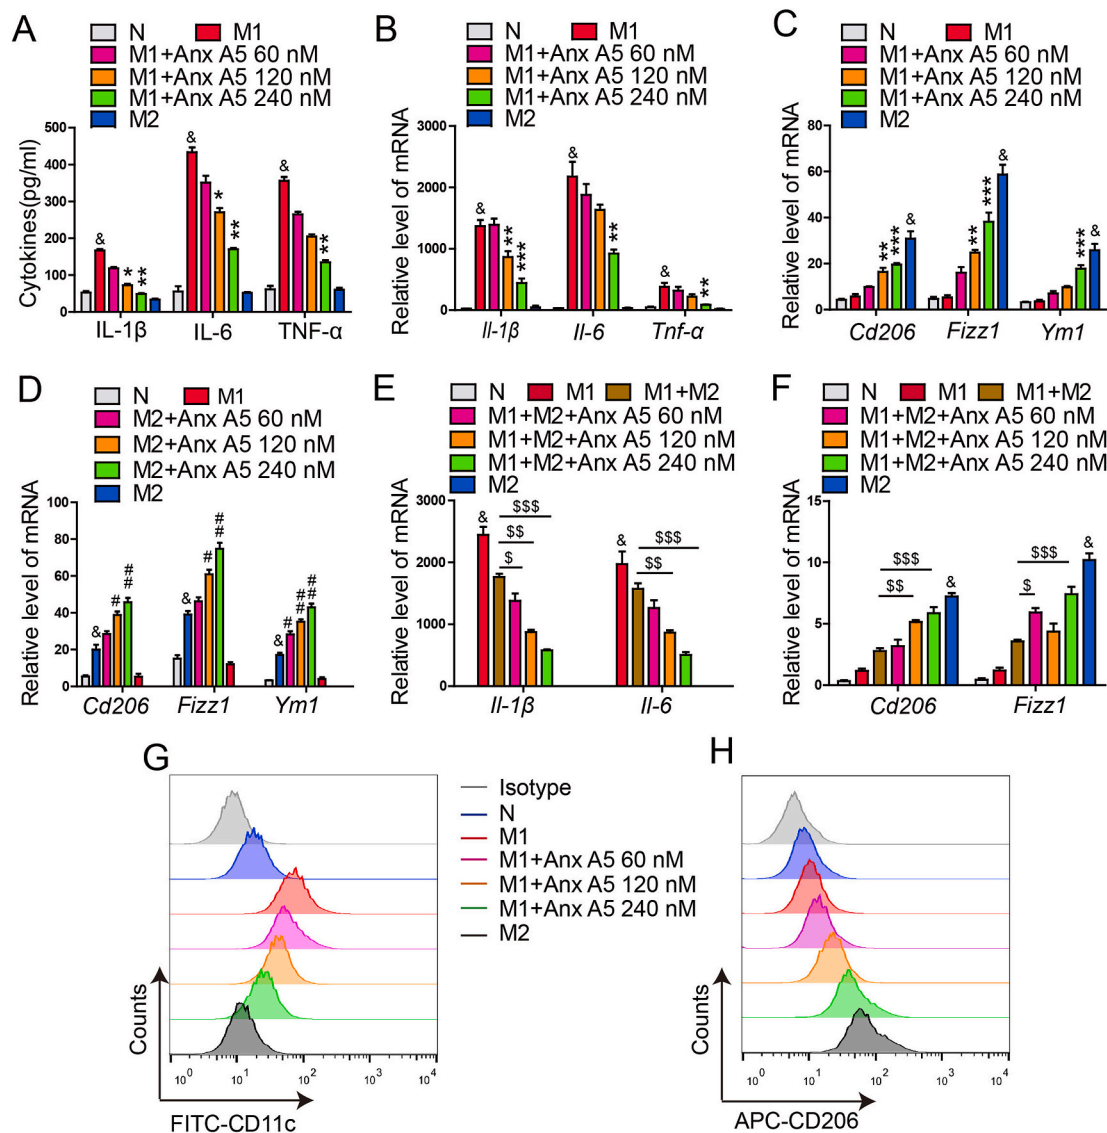 A
N M1
M1+Anx A5 60 nM
M1+Anx A5 120 nM
M1+Anx A5 240 nM
M2
Cytokines(pg/ml)
500
400
300
200
100
0
& & &
* ** * ** **
IL-1β IL-6 TNF-α
B
N M1
M1+Anx A5 60 nM
M1+Anx A5 120 nM
M1+Anx A5 240 nM
M2
Relative level of mRNA
3000
2000
1000
0
& & &
** *** ** **
Il-1β Il-6 Tnf-α
C
N M1
M1+Anx A5 60 nM
M1+Anx A5 120 nM
M1+Anx A5 240 nM
M2
Relative level of mRNA
80
60
40
20
0
** *** & ** *** & *** &
Cd206 Fizz1 Ym1
D
N M1
M2+Anx A5 60 nM
M2+Anx A5 120 nM
M2+Anx A5 240 nM
M2
Relative level of mRNA
100
80
60
40
20
0
& # ## & # ## & # ## ##
Cd206 Fizz1 Ym1
E
N M1 M1+M2
M1+M2+Anx A5 60 nM
M1+M2+Anx A5 120 nM
M1+M2+Anx A5 240 nM
M2
Relative level of mRNA
3000
2000
1000
0
& $$$
$$
$
& $$$
$$
Il-1β Il-6
F
N M1 M1+M2
M1+M2+Anx A5 60 nM
M1+M2+Anx A5 120 nM
M1+M2+Anx A5 240 nM
M2
Relative level of mRNA
15
10
5
0
$$$
$$ &
$$$ &
$
Cd206 Fizz1
G
Counts
10⁰ 10¹ 10² 10³ 10⁴
FITC-CD11c
Isotype
N
M1
M1+Anx A5 60 nM
M1+Anx A5 120 nM
M1+Anx A5 240 nM
M2
H
Counts
10⁰ 10¹ 10² 10³ 10⁴
APC-CD206